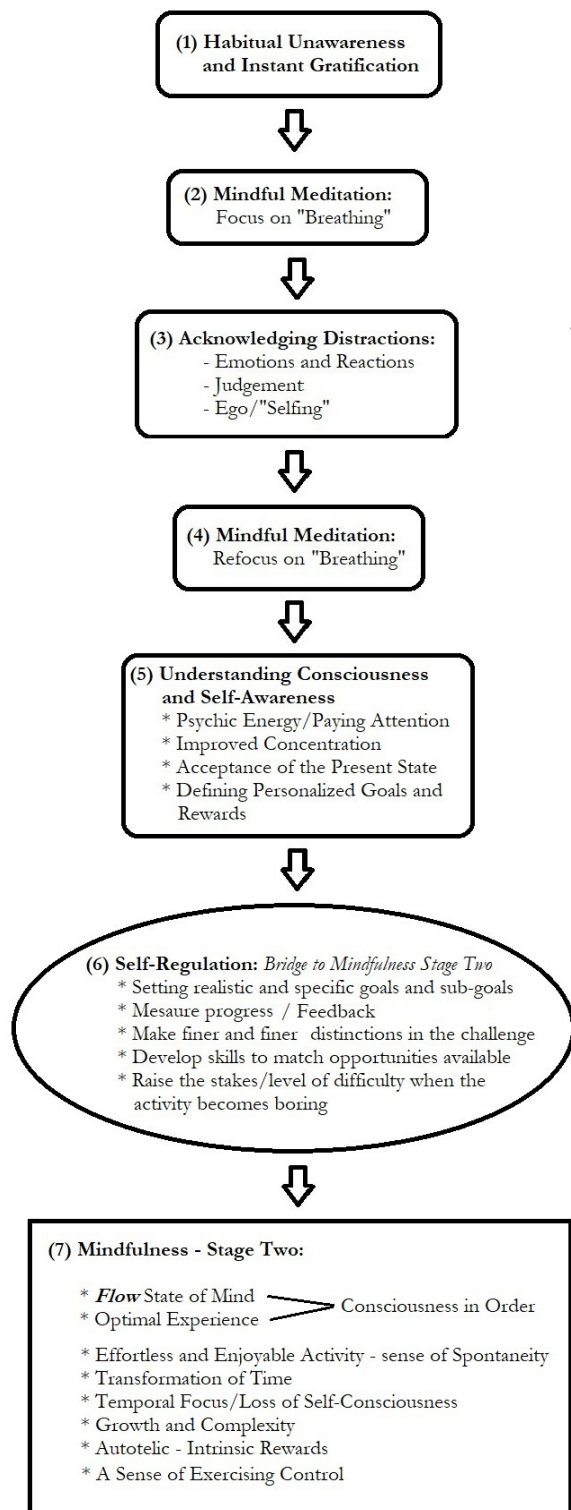 (1) Habitual Unawareness
and Instant Gratification
(2) Mindful Meditation:
Focus on "Breathing"
(3) Acknowledging Distractions:
- Emotions and Reactions
- Judgement
- Ego/"Selfing"
(4) Mindful Meditation:
Refocus on "Breathing"
(5) Understanding Consciousness
and Self-Awareness
* Psychic Energy/Paying Attention
* Improved Concentration
* Acceptance of the Present State
* Defining Personalized Goals and
Rewards
(6) Self-Regulation: Bridge to Mindfulness Stage Two
* Setting realistic and specific goals and sub-goals
* Mesaure progress / Feedback
* Make finer and finer distinctions in the challenge
* Develop skills to match opportunities available
* Raise the stakes/level of difficulty when the
activity becomes boring
(7) Mindfulness - Stage Two:
* Flow State of Mind
* Optimal Experience
Consciousness in Order
* Effortless and Enjoyable Activity - sense of Spontaneity
* Transformation of Time
* Temporal Focus/Loss of Self-Consciousness
* Growth and Complexity
* Autotelic - Intrinsic Rewards
* A Sense of Exercising Control